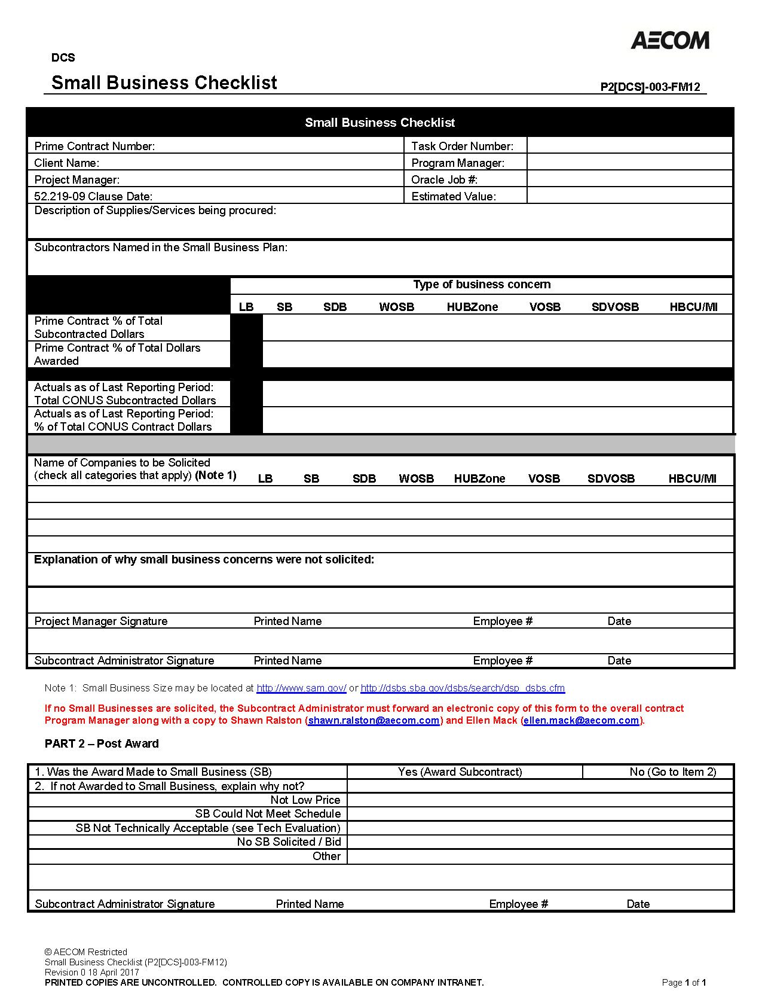 AECOM
DCS
Small Business Checklist
P2[DCS]-003-FM12
Small Business Checklist
Prime Contract Number: Task Order Number:
Client Name: Program Manager:
Project Manager: Oracle Job #:
52.219-09 Clause Date: Estimated Value:
Description of Supplies/Services being procured:
Subcontractors Named in the Small Business Plan:
Type of business concern
LB SB SDB WOSB HUBZone VOSB SDVOSB HBCU/MI
Prime Contract % of Total
Subcontracted Dollars
Prime Contract % of Total Dollars
Awarded
Actuals as of Last Reporting Period:
Total CONUS Subcontracted Dollars
Actuals as of Last Reporting Period:
% of Total CONUS Contract Dollars
Name of Companies to be Solicited
(check all categories that apply) (Note 1) LB SB SDB WOSB HUBZone VOSB SDVOSB HBCU/MI
Explanation of why small business concerns were not solicited:
Project Manager Signature Printed Name Employee # Date
Subcontract Administrator Signature Printed Name Employee # Date
Note 1: Small Business Size may be located at http://www.sam.gov/ or http://dsbs.sba.gov/dsbs/search/dsp_dsbs.cfm
If no Small Businesses are solicited, the Subcontract Administrator must forward an electronic copy of this form to the overall contract
Program Manager along with a copy to Shawn Ralston (shawn.ralston@aecom.com) and Ellen Mack (ellen.mack@aecom.com).
PART 2 – Post Award
1. Was the Award Made to Small Business (SB) Yes (Award Subcontract) No (Go to Item 2)
2. If not Awarded to Small Business, explain why not?
Not Low Price
SB Could Not Meet Schedule
SB Not Technically Acceptable (see Tech Evaluation)
No SB Solicited / Bid
Other
Subcontract Administrator Signature Printed Name Employee # Date
© AECOM Restricted
Small Business Checklist (P2[DCS]-003-FM12)
Revision 0 18 April 2017
PRINTED COPIES ARE UNCONTROLLED. CONTROLLED COPY IS AVAILABLE ON COMPANY INTRANET. Page 1 of 1